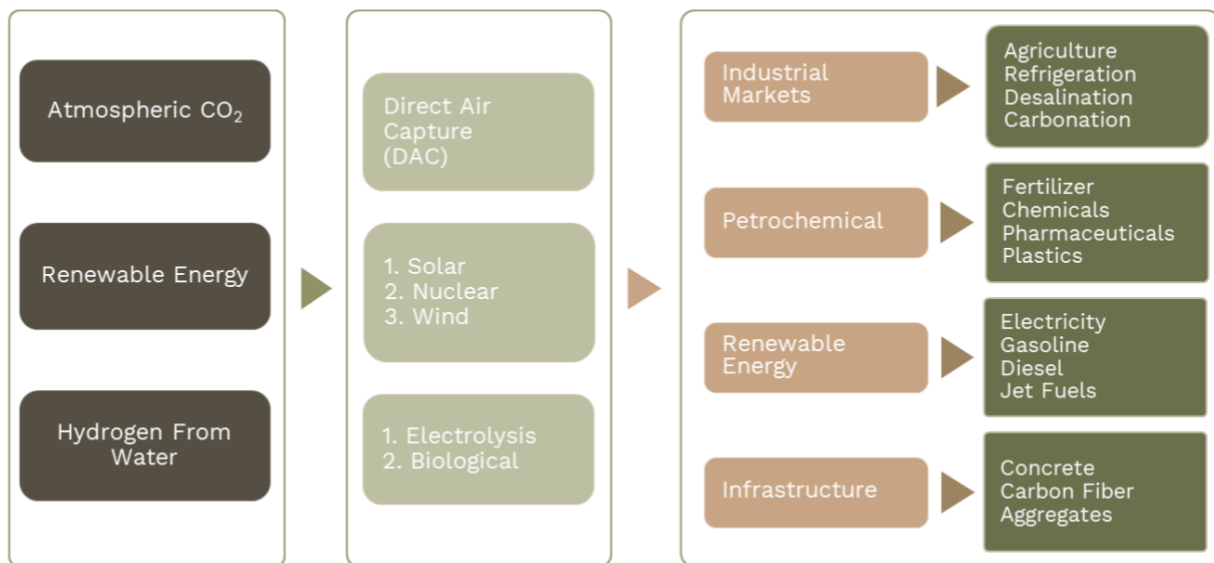 Atmospheric CO₂
Renewable Energy
Hydrogen From
Water
Direct Air
Capture
(DAC)
1. Solar
2. Nuclear
3. Wind
1. Electrolysis
2. Biological
Industrial
Markets
Agriculture
Refrigeration
Desalination
Carbonation
Petrochemical
Fertilizer
Chemicals
Pharmaceuticals
Plastics
Renewable
Energy
Electricity
Gasoline
Diesel
Jet Fuels
Infrastructure
Concrete
Carbon Fiber
Aggregates